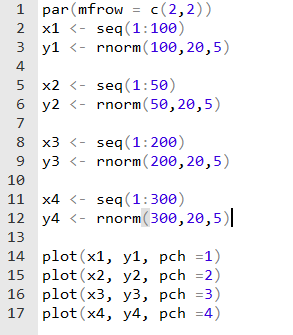 1 par(mfrow = c(2,2))
2 x1 <- seq(1:100)
3 y1 <- rnorm(100,20,5)
4
5 x2 <- seq(1:50)
6 y2 <- rnorm(50,20,5)
7
8 x3 <- seq(1:200)
9 y3 <- rnorm(200,20,5)
10
11 x4 <- seq(1:300)
12 y4 <- rnorm(300,20,5)
13
14 plot(x1, y1, pch =1)
15 plot(x2, y2, pch =2)
16 plot(x3, y3, pch =3)
17 plot(x4, y4, pch =4)